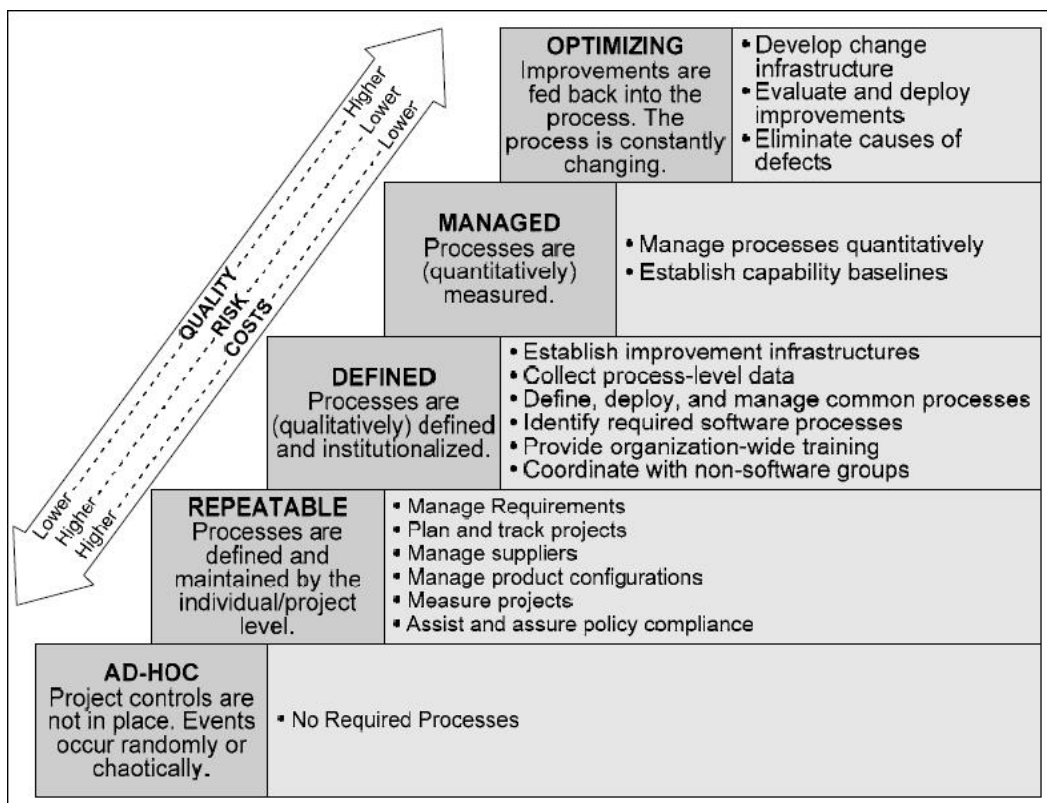 OPTIMIZING
Improvements are
fed back into the
process. The
process is constantly
changing.
• Develop change
infrastructure
• Evaluate and deploy
improvements
• Eliminate causes of
defects
Higher
Lower
Lower
QUALITY
RISK
COSTS
Lower
Higher
Higher
MANAGED
Processes are
(quantitatively)
measured.
• Manage processes quantitatively
• Establish capability baselines
DEFINED
Processes are
(qualitatively) defined
and institutionalized.
• Establish improvement infrastructures
• Collect process-level data
• Define, deploy, and manage common processes
• Identify required software processes
• Provide organization-wide training
• Coordinate with non-software groups
REPEATABLE
Processes are
defined and
maintained by the
individual/project
level.
• Manage Requirements
• Plan and track projects
• Manage suppliers
• Manage product configurations
• Measure projects
• Assist and assure policy compliance
AD-HOC
Project controls are
not in place. Events
occur randomly or
chaotically.
• No Required Processes